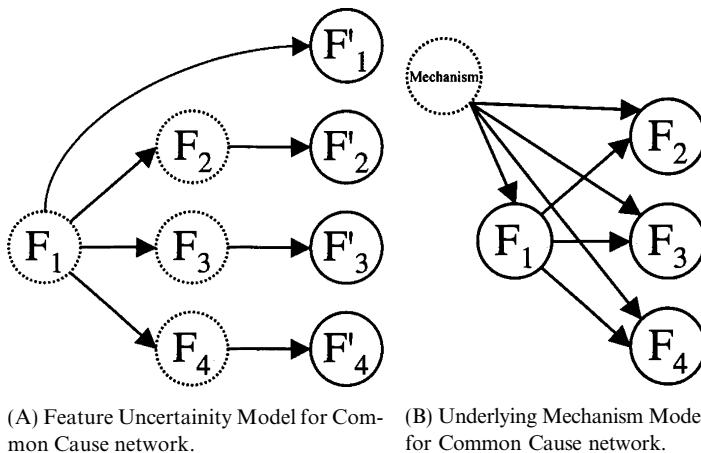 F'1
Mechanism
F2
F'2
F2
F1
F3
F'3
F1
F3
F4
F'4
F4
(A) Feature Uncertainity Model for Com-
mon Cause network.
(B) Underlying Mechanism Mode
for Common Cause network.